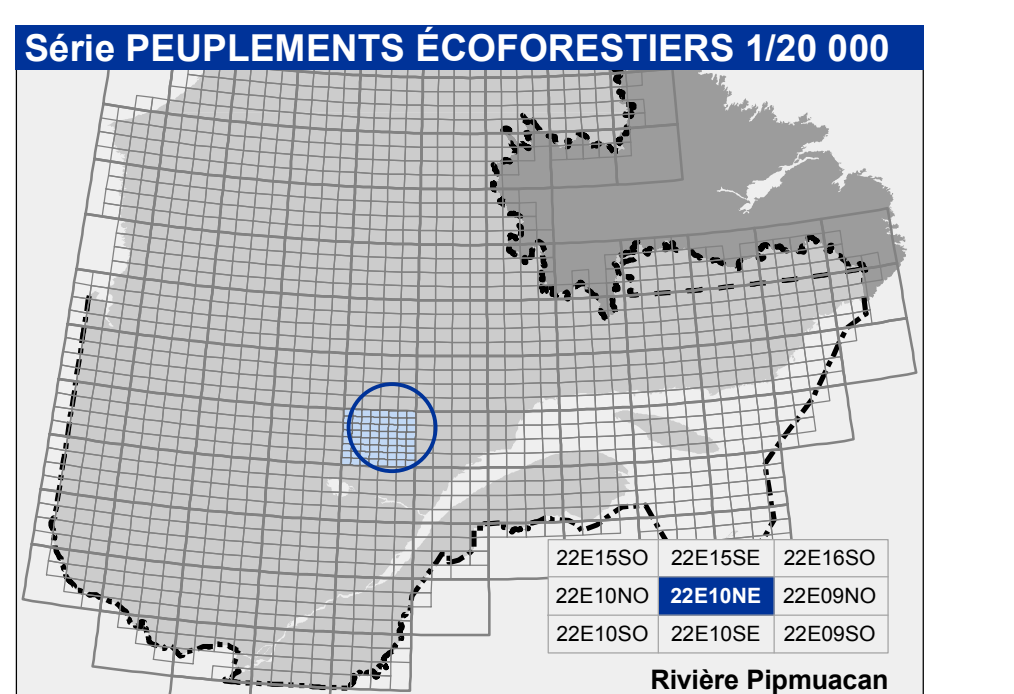 Série PEUPLEMENTS ÉCOFORESTIERS 1/20 000
22E15SO 22E15SE 22E16SO
22E10NO 22E10NE 22E09NO
22E10SO 22E10SE 22E09SO
Rivière Pipmuacan